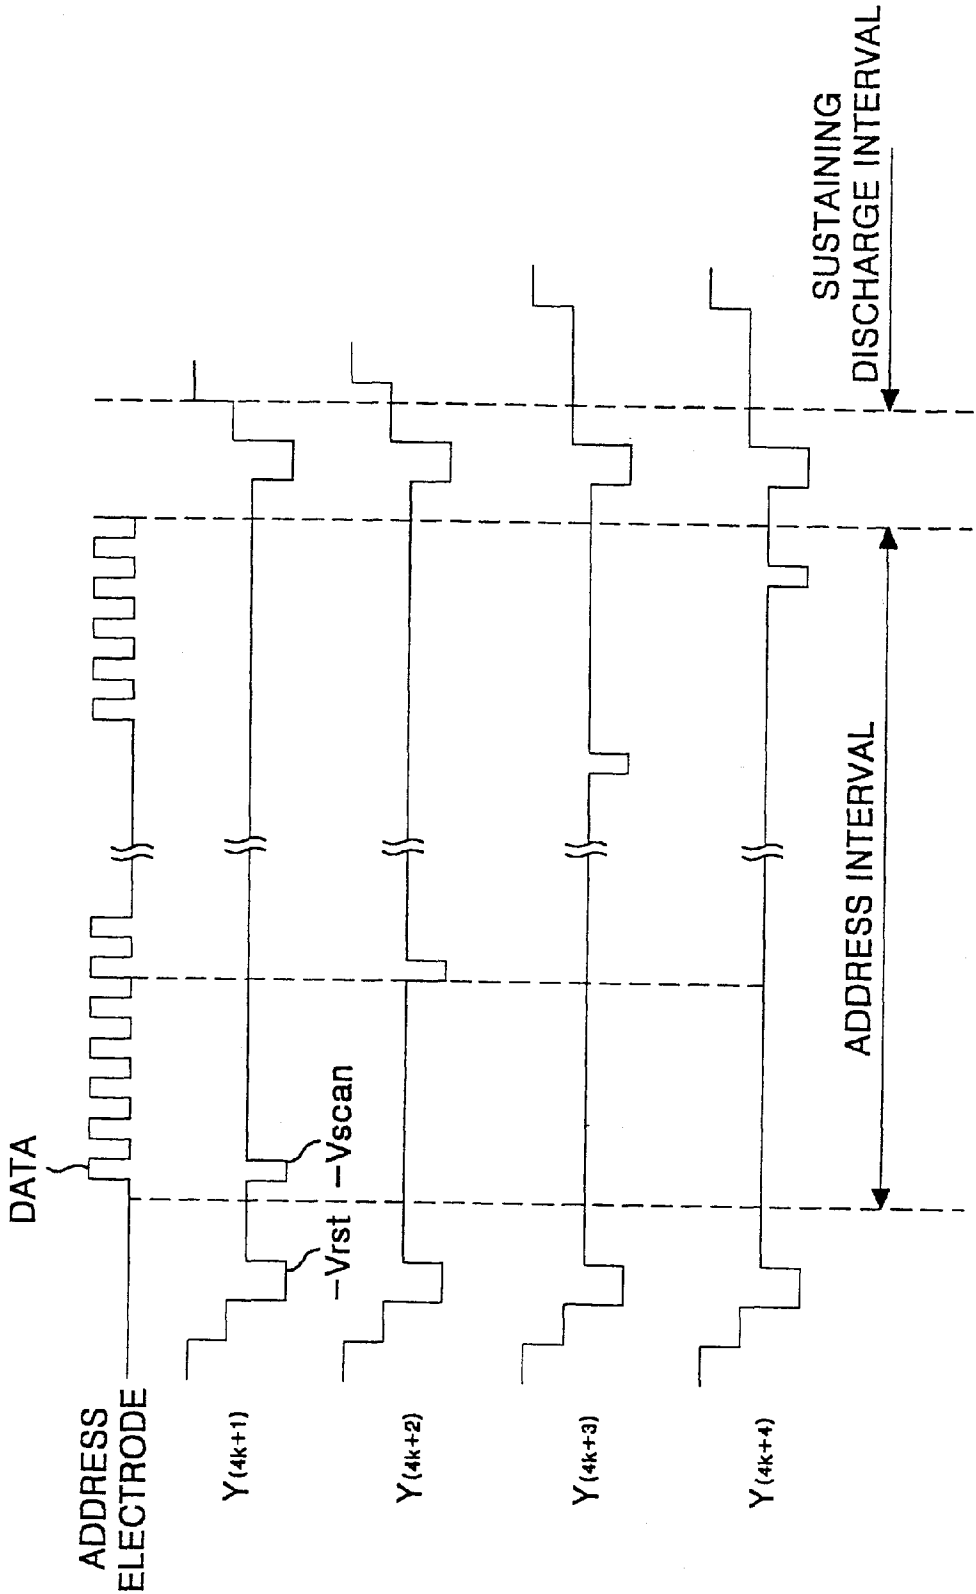 DATA
ADDRESS
ELECTRODE
Y(4k+1)
-Vrst
-Vscan
Y(4k+2)
Y(4k+3)
Y(4k+4)
ADDRESS INTERVAL
SUSTAINING
DISCHARGE INTERVAL